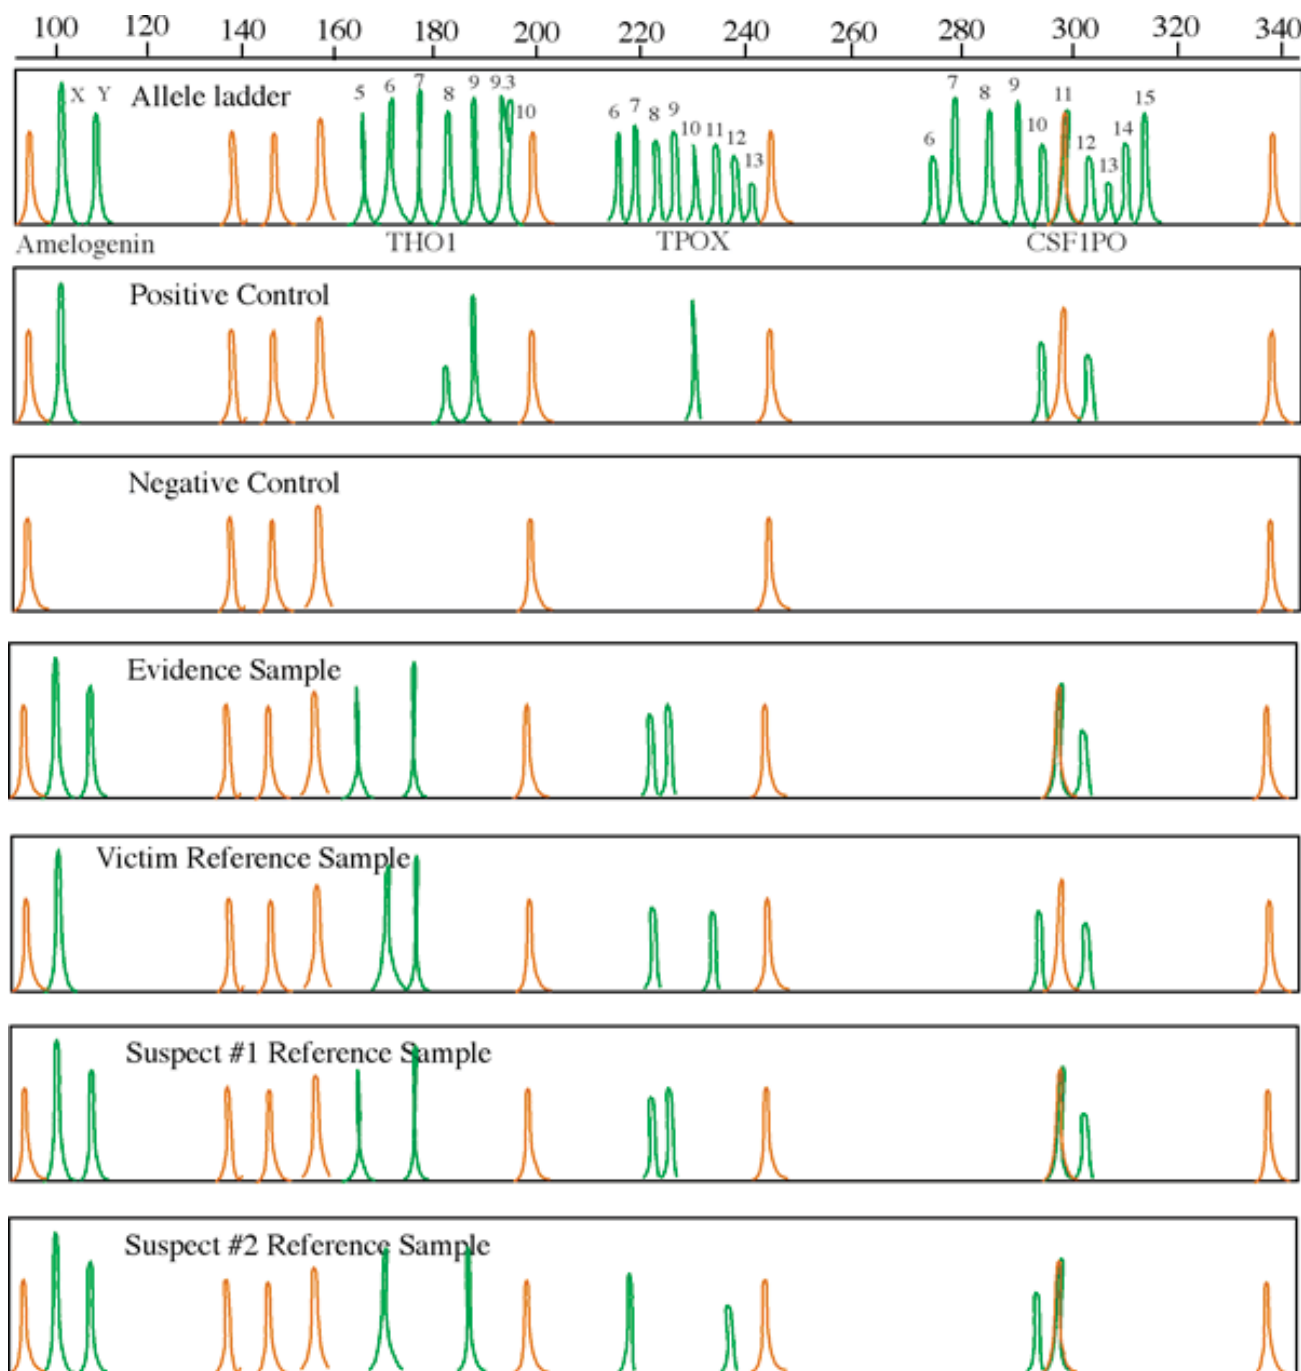 100 120 140 160 180 200 220 240 260 280 300 320 340
X Y Allele ladder 5 6 7 8 9 9.3 10 6 7 8 9 10 11 12 13 6 7 8 9 10 11 12 13 14 15
Amelogenin THO1 TPOX CSF1PO
Positive Control
Negative Control
Evidence Sample
Victim Reference Sample
Suspect #1 Reference Sample
Suspect #2 Reference Sample